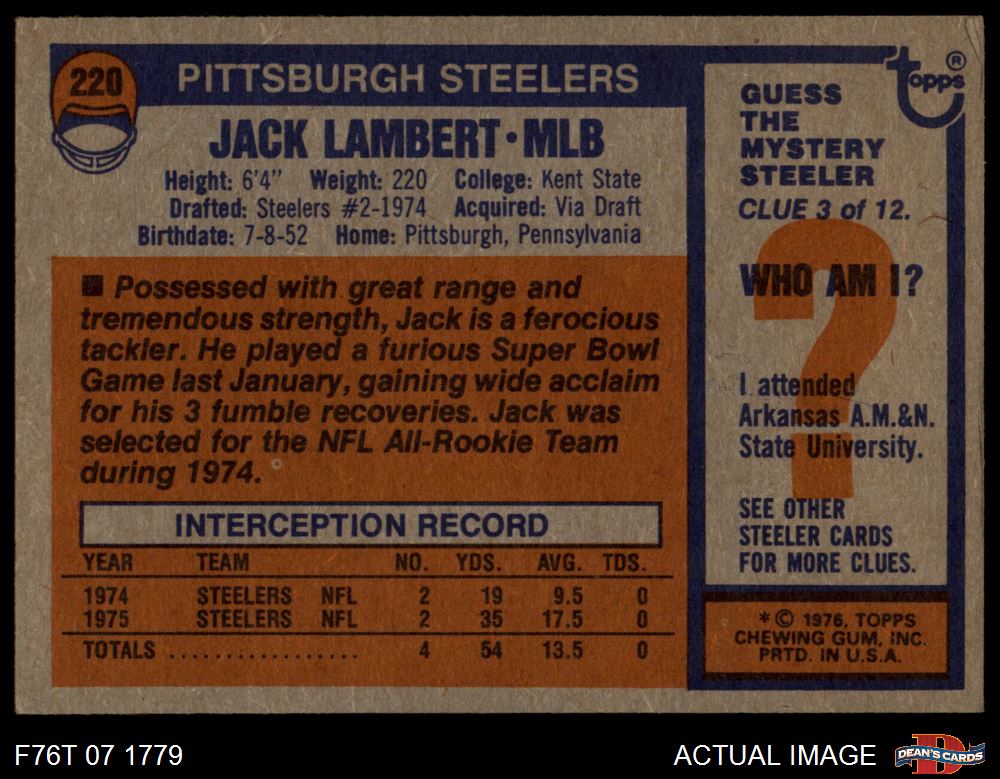 220
PITTSBURGH STEELERS
JACK LAMBERT•MLB
Height: 6'4" Weight: 220 College: Kent State
Drafted: Steelers #2-1974 Acquired: Via Draft
Birthdate: 7-8-52 Home: Pittsburgh, Pennsylvania
■ Possessed with great range and
tremendous strength, Jack is a ferocious
tackler. He played a furious Super Bowl
Game last January, gaining wide acclaim
for his 3 fumble recoveries. Jack was
selected for the NFL All-Rookie Team
during 1974.
INTERCEPTION RECORD
YEAR TEAM NO. YDS. AVG. TDS.
1974 STEELERS NFL 2 19 9.5 0
1975 STEELERS NFL 2 35 17.5 0
TOTALS .................. 4 54 13.5 0
topps®
GUESS
THE
MYSTERY
STEELER
CLUE 3 of 12.
?
WHO AM I?
I attended
Arkansas A.M.&N.
State University.
SEE OTHER
STEELER CARDS
FOR MORE CLUES.
*© 1976, TOPPS
CHEWING GUM, INC.
PRTD. IN U.S.A.
F76T 07 1779
ACTUAL IMAGE
D
DEAN'S CARDS